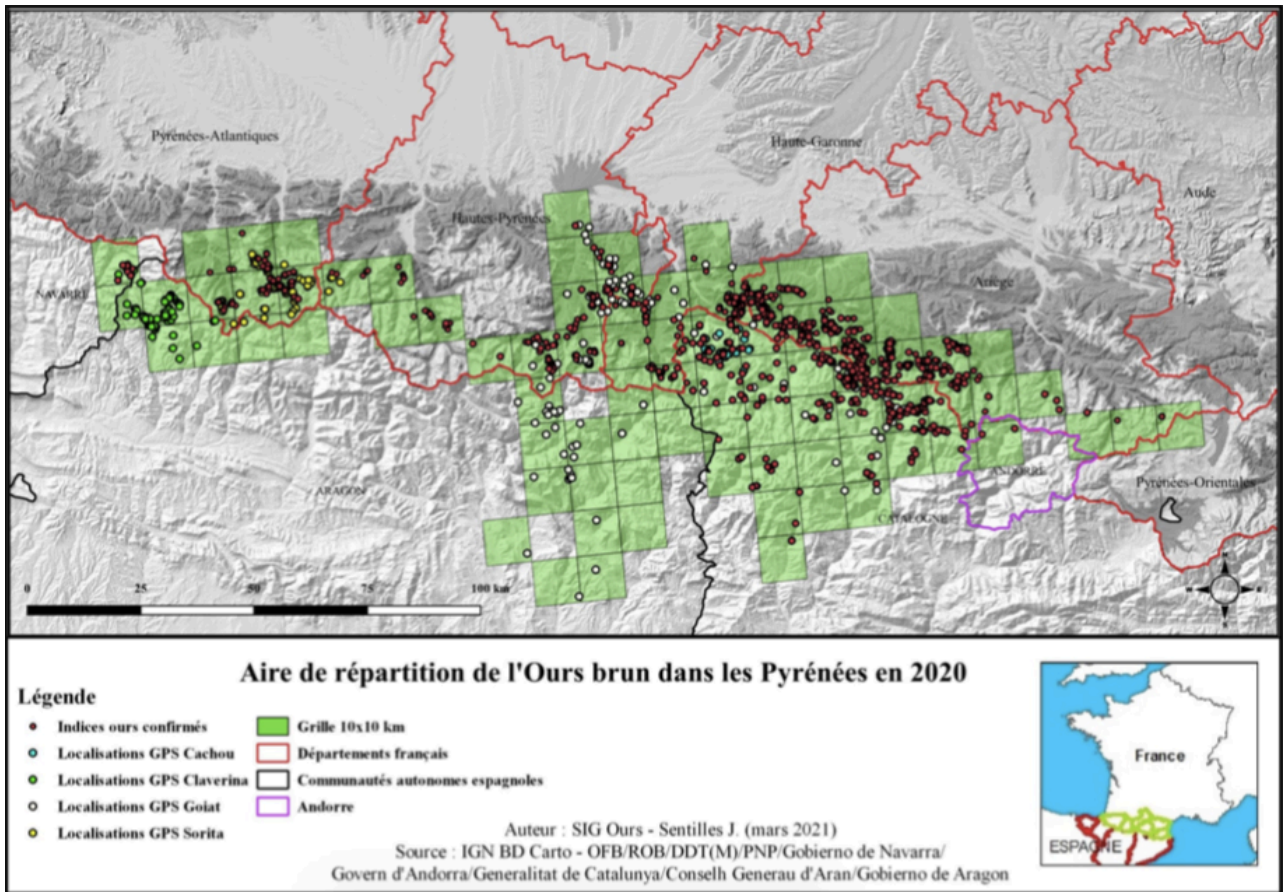 Pyrénées-Atlantiques
Haute-Garonne
Aude
Hautes-Pyrénées
Ariège
NAVARRE
ANDORRE
ARAGON
Pyrénées-Orientales
CATALOGNE
0 25 50 75 100 km
Aire de répartition de l'Ours brun dans les Pyrénées en 2020
Légende
Indices ours confirmés
Localisations GPS Cachou
Localisations GPS Claverina
Localisations GPS Goiat
Localisations GPS Sorita
Grille 10x10 km
Départements français
Communautés autonomes espagnoles
Andorre
Auteur : SIG Ours - Sentilles J. (mars 2021)
Source : IGN BD Carto - OFB/ROB/DDT(M)/PNP/Gobierno de Navarra/
Govern d'Andorra/Generalitat de Catalunya/Conselh Generau d'Aran/Gobierno de Aragon
France
ESPAGNE